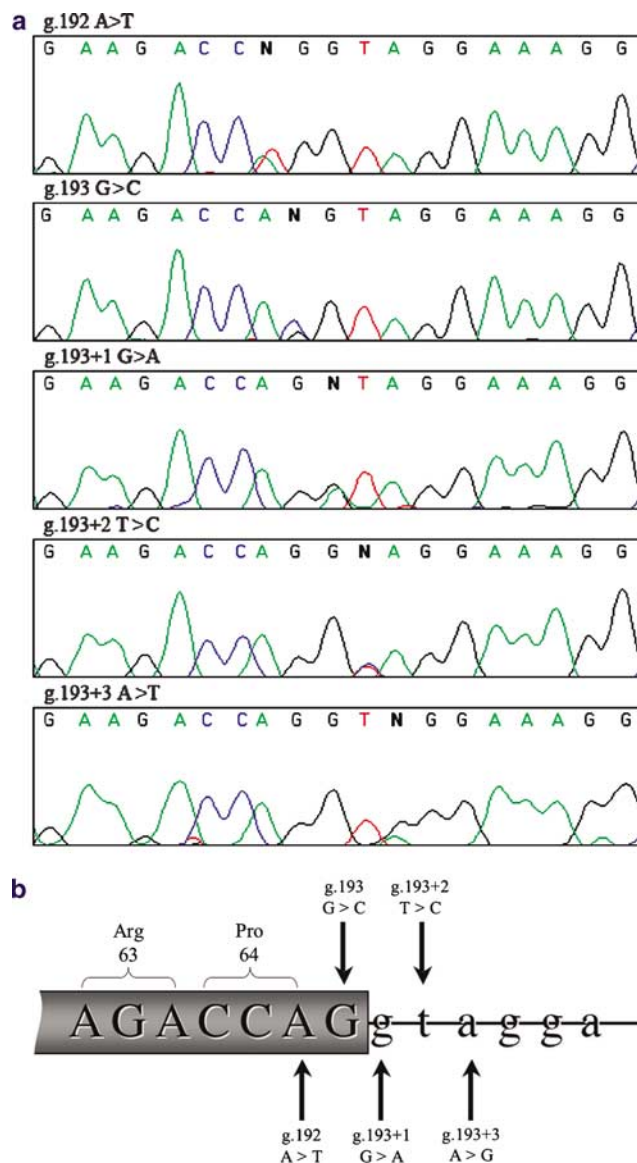 a
g.192 A>T
G A A G A C C N G G T A G G A A A G G
g.193 G>C
G A A G A C C A N G T A G G A A A G G
g.193+1 G>A
G A A G A C C A G N T A G G A A A G G
g.193+2 T>C
G A A G A C C A G G N A G G A A A G G
g.193+3 A>T
G A A G A C C A G G T N G G A A A G G
b
g.193
G > C
g.193+2
T > C
Arg
63
Pro
64
AGACCAGgtagga
g.192
A > T
g.193+1
G > A
g.193+3
A > G